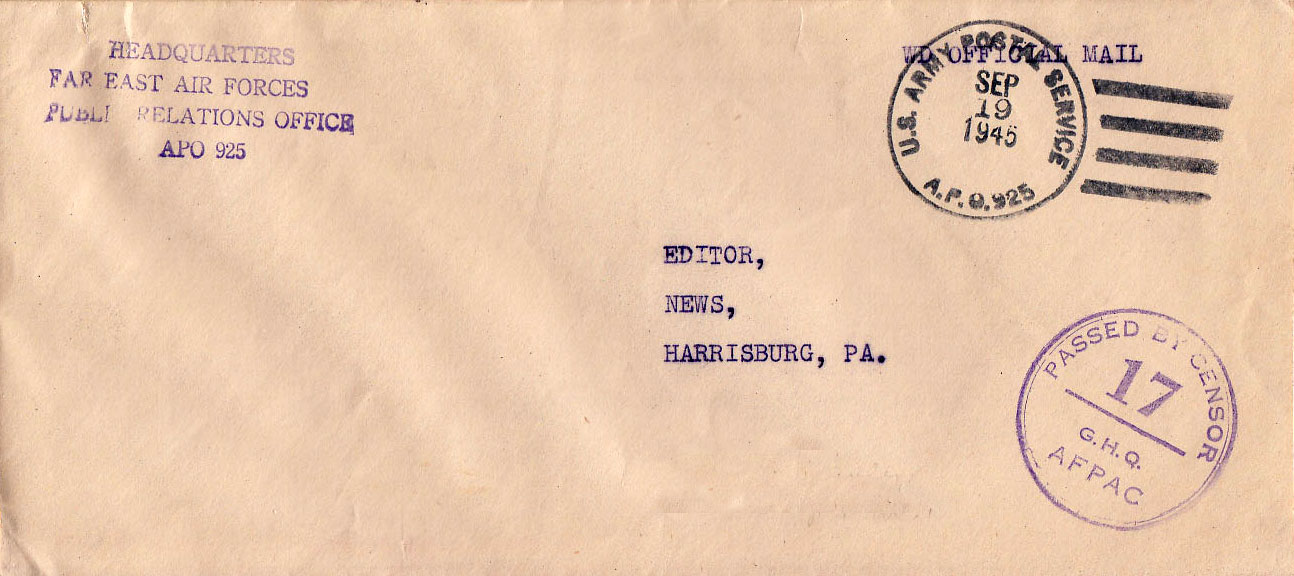 HEADQUARTERS
FAR EAST AIR FORCES
PUBLI RELATIONS OFFICE
APO 925
WD OFFICIAL MAIL
U.S. ARMY POSTAL SERVICE
SEP
19
1945
A.P.O. 925
EDITOR,
NEWS,
HARRISBURG, PA.
PASSED BY CENSOR
17
G.H.Q.
AFPAC